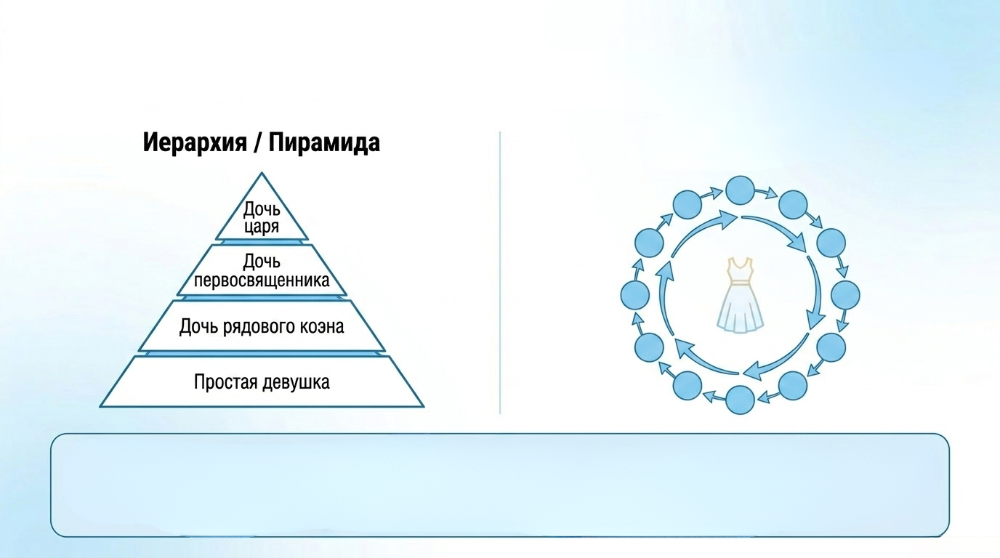 Иерархия / Пирамида
Дочь
царя
Дочь
первосвященника
Дочь рядового коэна
Простая девушка